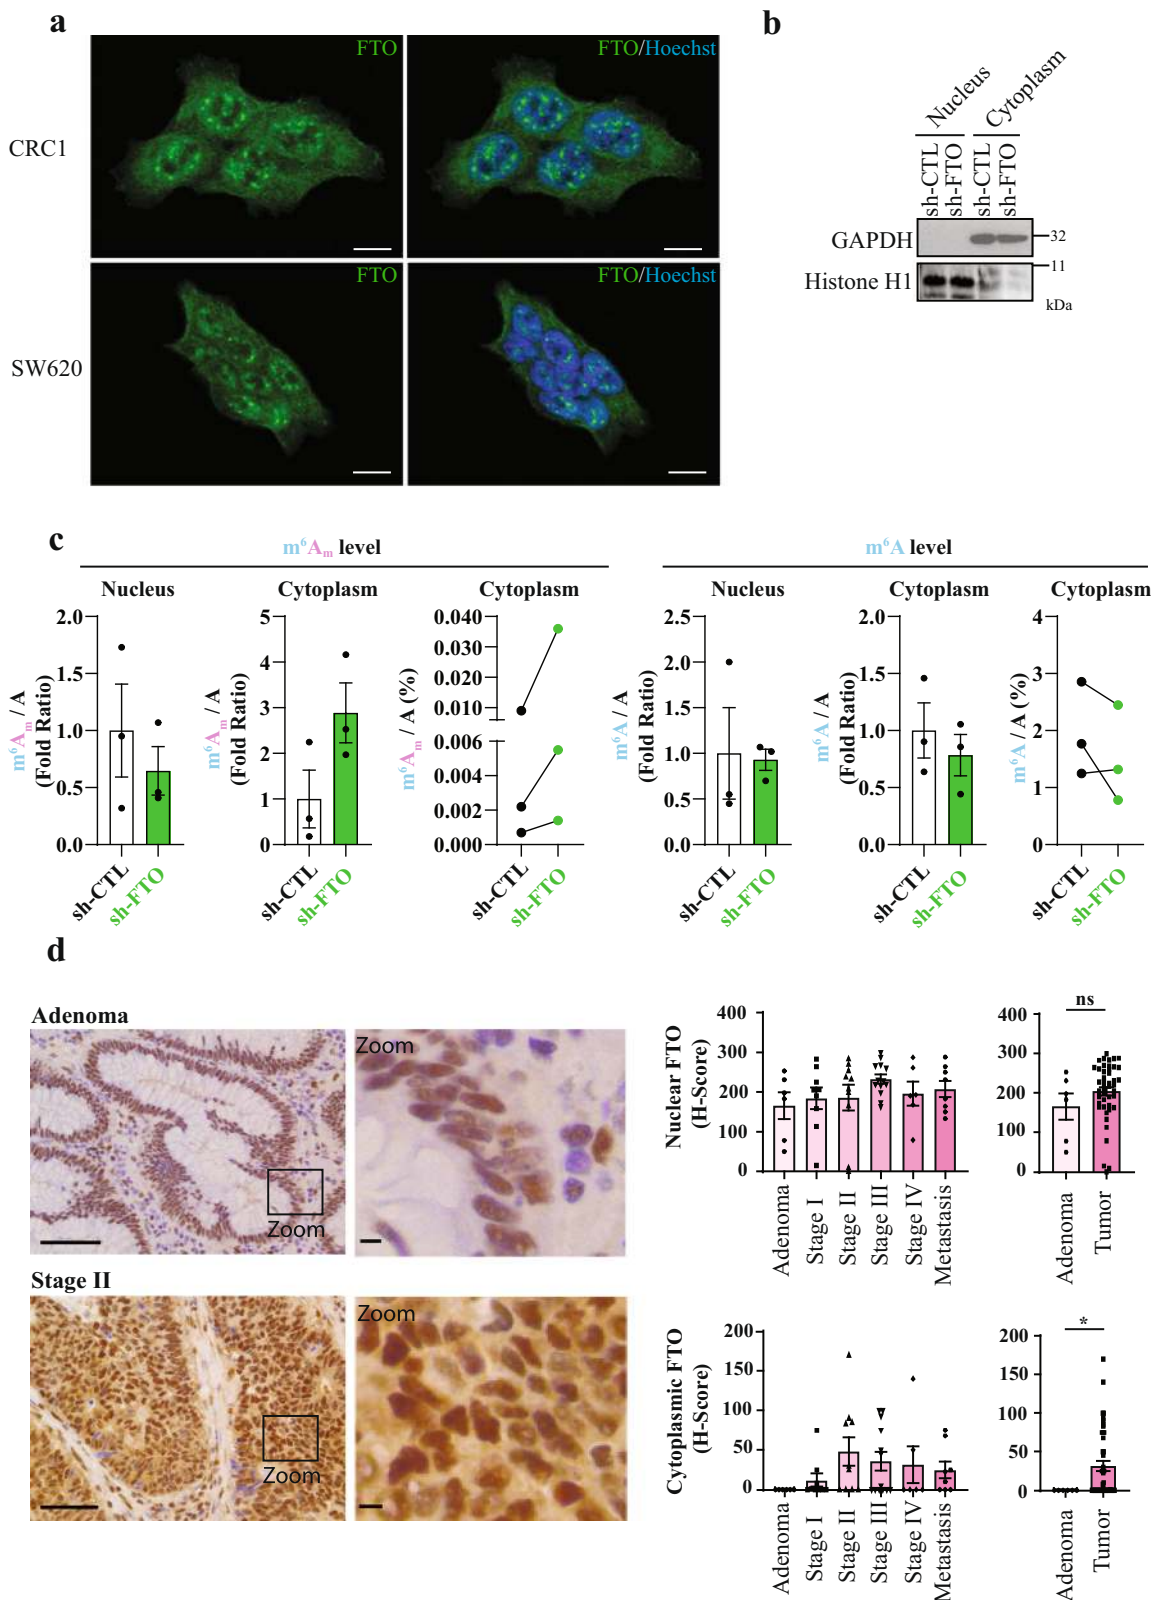 a
FTO
FTO/Hoechst
CRC1
FTO
FTO/Hoechst
SW620
b
Nucleus
Cytoplasm
sh-CTL
sh-FTO
sh-CTL
sh-FTO
GAPDH
32
11
Histone H1
kDa
c
m⁶Aₘ level
Nucleus
m⁶Aₘ / A
(Fold Ratio)
2.0
1.5
1.0
0.5
0.0
sh-CTL
sh-FTO
Cytoplasm
m⁶Aₘ / A
(Fold Ratio)
5
4
3
2
1
0
sh-CTL
sh-FTO
Cytoplasm
m⁶Aₘ / A (%)
0.040
0.030
0.020
0.010
0.006
0.004
0.002
0.000
sh-CTL
sh-FTO
m⁶A level
Nucleus
m⁶A / A
(Fold Ratio)
2.5
2.0
1.5
1.0
0.5
0.0
sh-CTL
sh-FTO
Cytoplasm
m⁶A / A
(Fold Ratio)
2.0
1.5
1.0
0.5
0.0
sh-CTL
sh-FTO
Cytoplasm
m⁶A / A (%)
4
3
2
1
0
sh-CTL
sh-FTO
d
Adenoma
Zoom
Zoom
Stage II
Zoom
Zoom
Nuclear FTO
(H-Score)
400
300
200
100
0
Adenoma
Stage I
Stage II
Stage III
Stage IV
Metastasis
ns
400
300
200
100
0
Adenoma
Tumor
Cytoplasmic FTO
(H-Score)
200
150
100
50
0
Adenoma
Stage I
Stage II
Stage III
Stage IV
Metastasis
*
200
150
100
50
0
Adenoma
Tumor